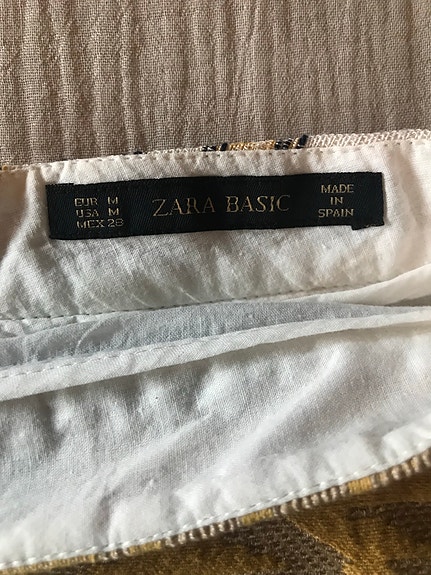 EUR M
USA M
MEX 28
ZARA BASIC
MADE
IN
SPAIN